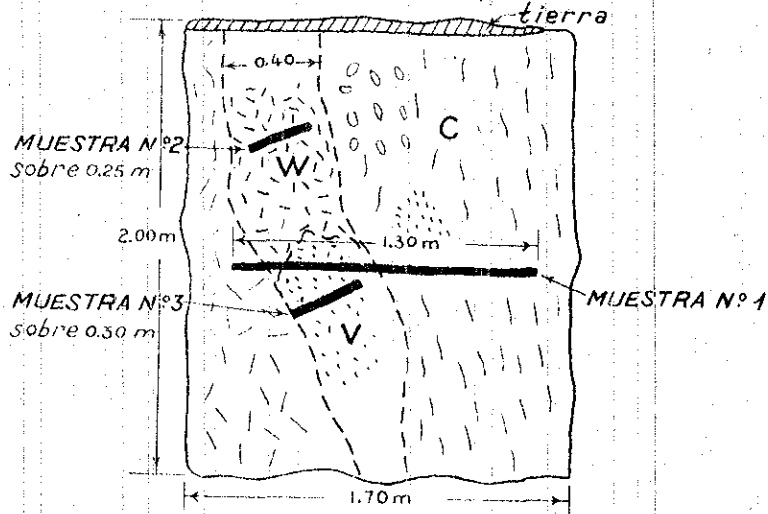 tierra
0.40
C
MUESTRA Nº2
sobre 0.25 m
W
2.00m
1.30m
MUESTRA Nº3
sobre 0.30 m
MUESTRA Nº 1
V
1.70 m